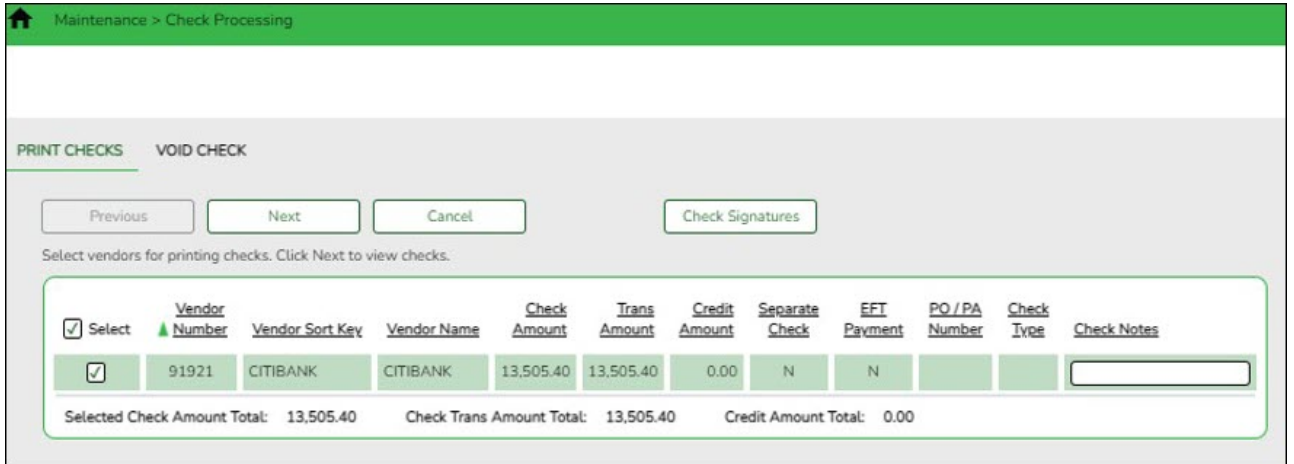 Maintenance > Check Processing
PRINT CHECKS VOID CHECK
Previous Next Cancel Check Signatures
Select vendors for printing checks. Click Next to view checks.
Select Vendor Number Vendor Sort Key Vendor Name Check Amount Trans Amount Credit Amount Separate Check EFT Payment PO / PA Number Check Type Check Notes
91921 CITIBANK CITIBANK 13,505.40 13,505.40 0.00 N N
Selected Check Amount Total: 13,505.40 Check Trans Amount Total: 13,505.40 Credit Amount Total: 0.00